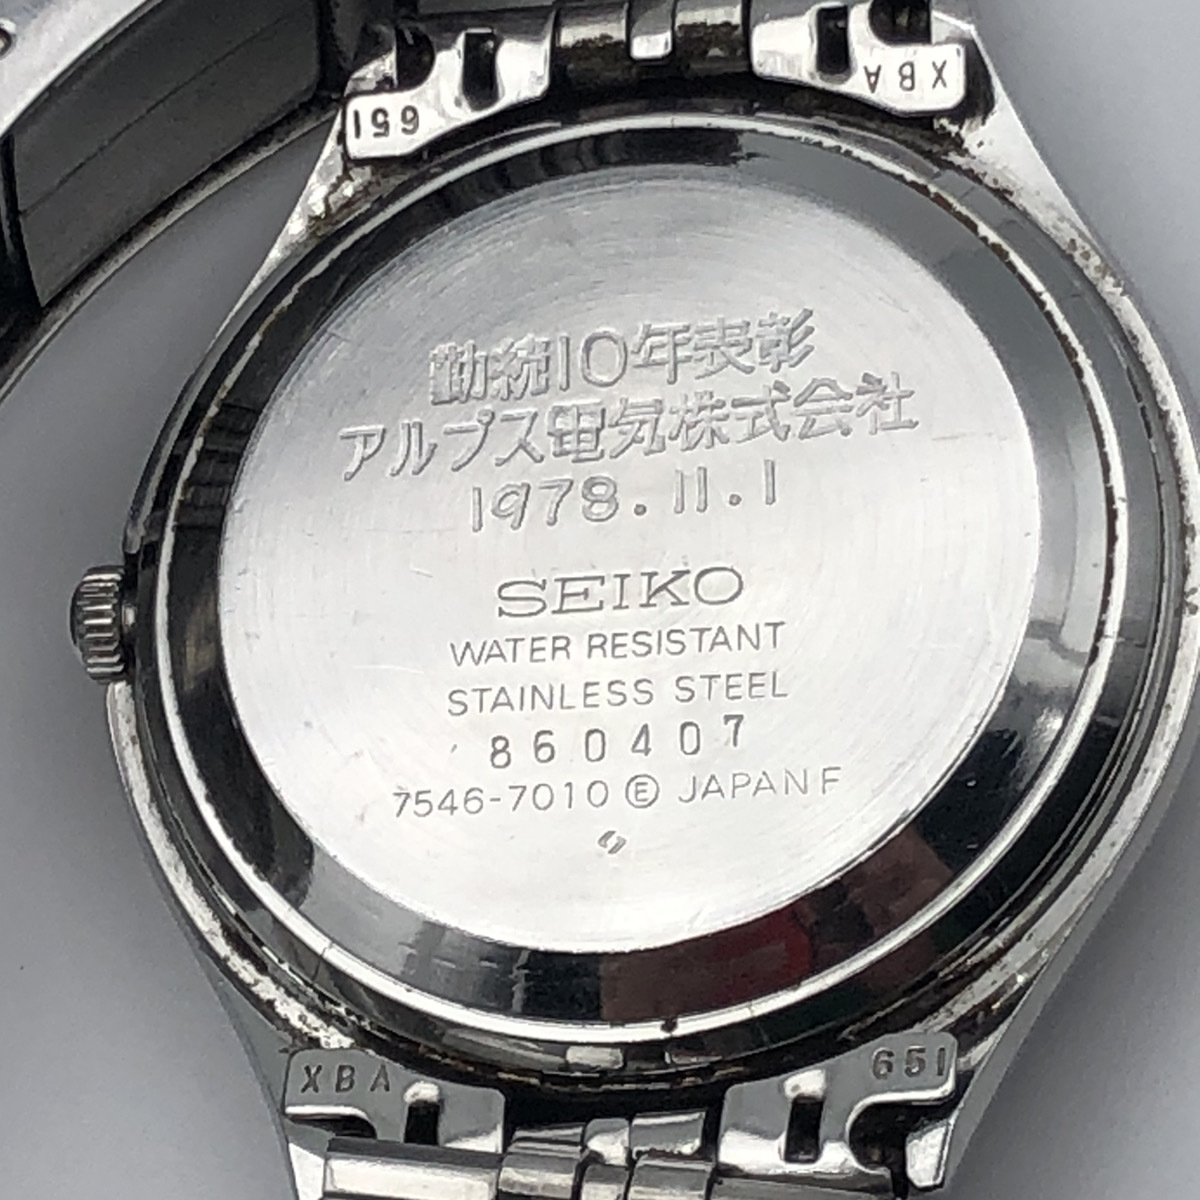 651
XBA
勤続10年表彰
アルプス電気株式会社
1978.11.1
SEIKO
WATER RESISTANT
STAINLESS STEEL
860407
7546-7010 Ⓔ JAPAN F
XBA
651